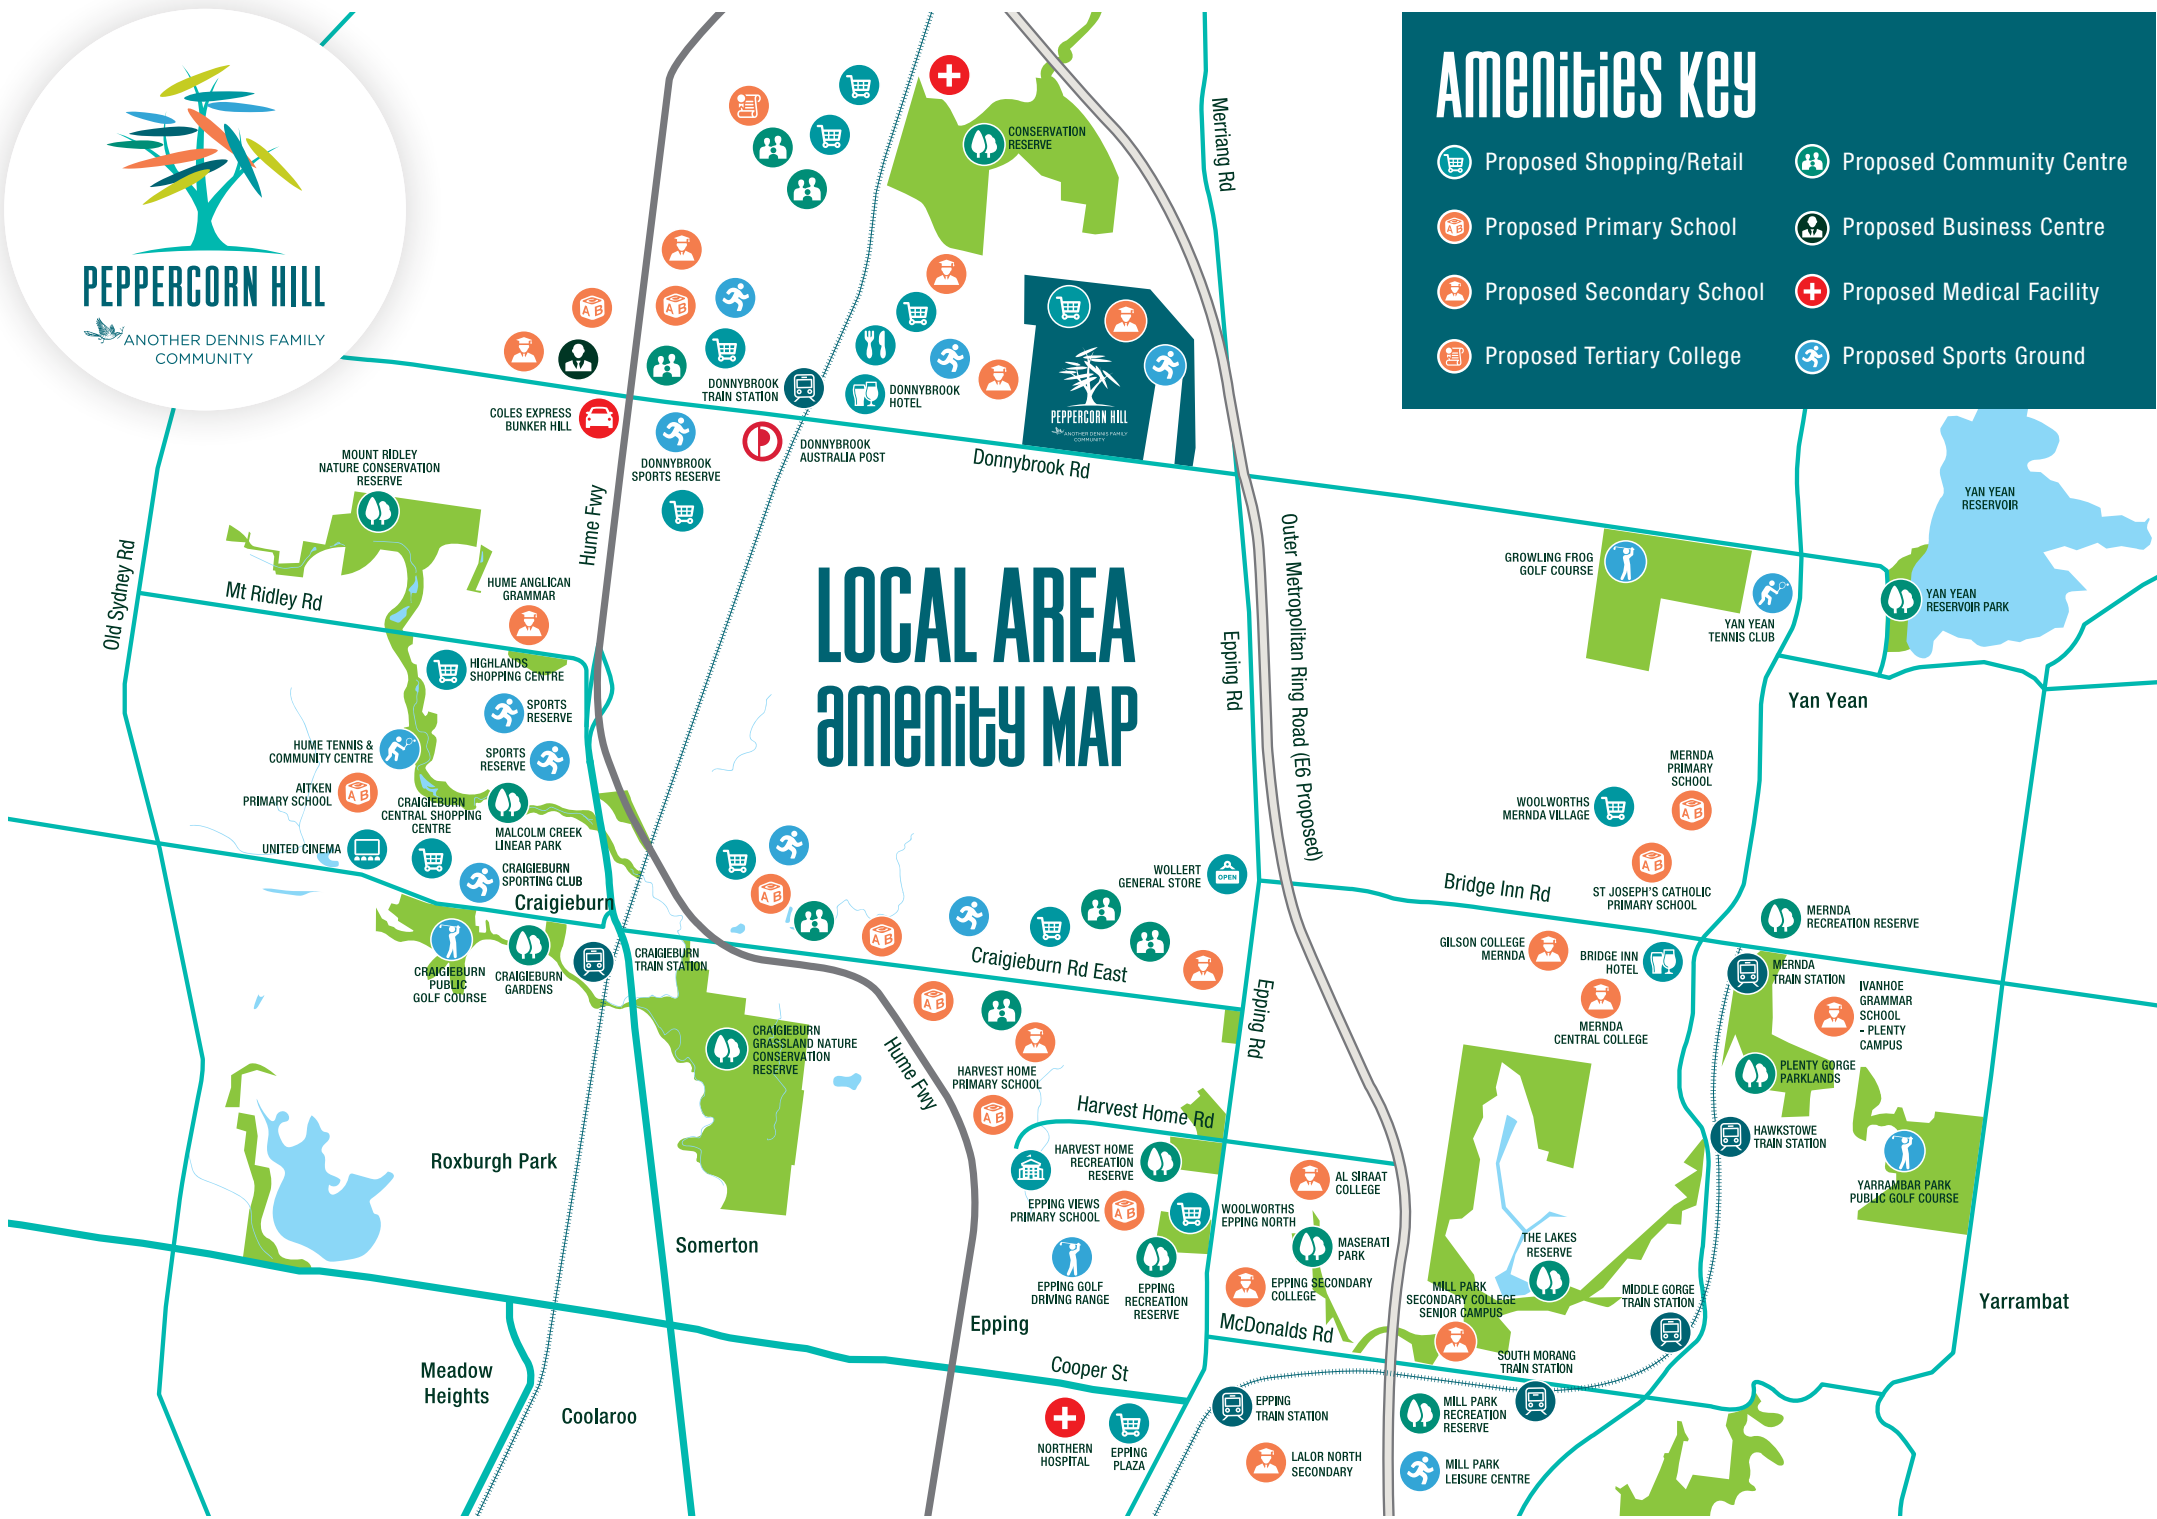 PEPPERCORN HILL
ANOTHER DENNIS FAMILY
COMMUNITY
Amenities Key
Proposed Shopping/Retail
Proposed Community Centre
Proposed Primary School
Proposed Business Centre
Proposed Secondary School
Proposed Medical Facility
Proposed Tertiary College
Proposed Sports Ground
LOCAL AREA
amenity MAP
CONSERVATION
RESERVE
Merriang Rd
DONNYBROOK
TRAIN STATION
DONNYBROOK
HOTEL
PEPPERCORN HILL
ANOTHER DENNIS FAMILY
COMMUNITY
COLES EXPRESS
BUNKER HILL
DONNYBROOK
SPORTS RESERVE
DONNYBROOK
AUSTRALIA POST
Donnybrook Rd
MOUNT RIDLEY
NATURE CONSERVATION
RESERVE
Hume Fwy
Old Sydney Rd
Mt Ridley Rd
HUME ANGLICAN
GRAMMAR
HIGHLANDS
SHOPPING CENTRE
SPORTS
RESERVE
SPORTS
RESERVE
HUME TENNIS &
COMMUNITY CENTRE
AITKEN
PRIMARY SCHOOL
CRAIGIEBURN
CENTRAL SHOPPING
CENTRE
MALCOLM CREEK
LINEAR PARK
UNITED CINEMA
CRAIGIEBURN
SPORTING CLUB
Craigieburn
CRAIGIEBURN
PUBLIC
GOLF COURSE
CRAIGIEBURN
GARDENS
CRAIGIEBURN
TRAIN STATION
CRAIGIEBURN
GRASSLAND NATURE
CONSERVATION
RESERVE
Epping Rd
Outer Metropolitan Ring Road (E6 Proposed)
YAN YEAN
RESERVOIR
GROWLING FROG
GOLF COURSE
YAN YEAN
TENNIS CLUB
YAN YEAN
RESERVOIR PARK
Yan Yean
MERNDA
PRIMARY
SCHOOL
WOOLWORTHS
MERNDA VILLAGE
ST JOSEPH'S CATHOLIC
PRIMARY SCHOOL
WOLLERT
GENERAL STORE
OPEN
Bridge Inn Rd
MERNDA
RECREATION RESERVE
GILSON COLLEGE
MERNDA
BRIDGE INN
HOTEL
MERNDA
TRAIN STATION
MERNDA
CENTRAL COLLEGE
IVANHOE
GRAMMAR
SCHOOL
- PLENTY
CAMPUS
PLENTY GORGE
PARKLANDS
HAWKSTOWE
TRAIN STATION
YARRAMBAR PARK
PUBLIC GOLF COURSE
Craigieburn Rd East
Epping Rd
Hume Fwy
HARVEST HOME
PRIMARY SCHOOL
Harvest Home Rd
HARVEST HOME
RECREATION
RESERVE
EPPING VIEWS
PRIMARY SCHOOL
WOOLWORTHS
EPPING NORTH
AL SIRAAT
COLLEGE
MASERATI
PARK
EPPING GOLF
DRIVING RANGE
EPPING
RECREATION
RESERVE
EPPING SECONDARY
COLLEGE
THE LAKES
RESERVE
MILL PARK
SECONDARY COLLEGE
SENIOR CAMPUS
MIDDLE GORGE
TRAIN STATION
SOUTH MORANG
TRAIN STATION
Roxburgh Park
Somerton
Epping
McDonalds Rd
Cooper St
Yarrambat
Meadow
Heights
Coolaroo
NORTHERN
HOSPITAL
EPPING
PLAZA
EPPING
TRAIN STATION
LALOR NORTH
SECONDARY
MILL PARK
RECREATION
RESERVE
MILL PARK
LEISURE CENTRE